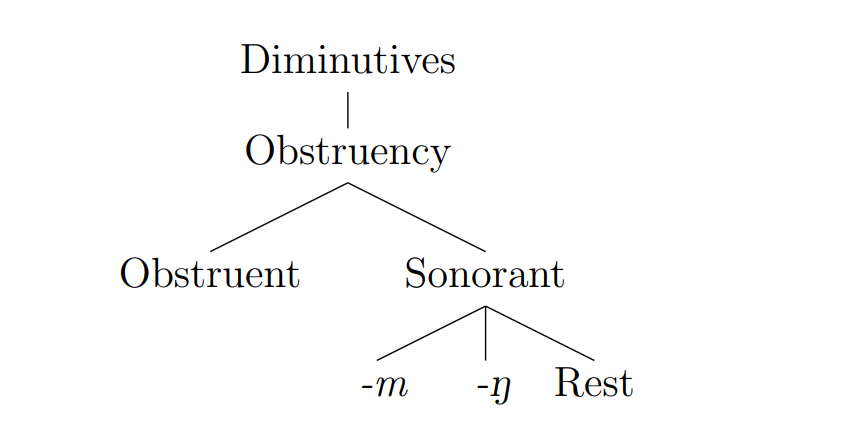 Diminutives
Obstruency
Obstruent Sonorant
-m -ŋ Rest